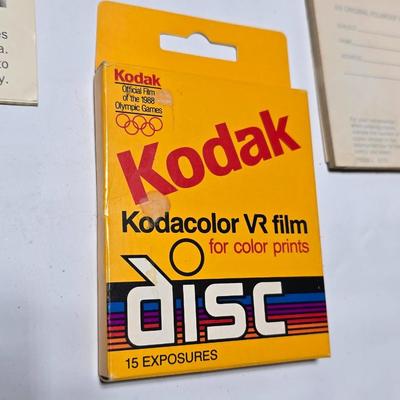 Kodak
Official Film
of the 1988
Olympic Games
Kodak
Kodacolor VR film
for color prints
disc
15 EXPOSURES